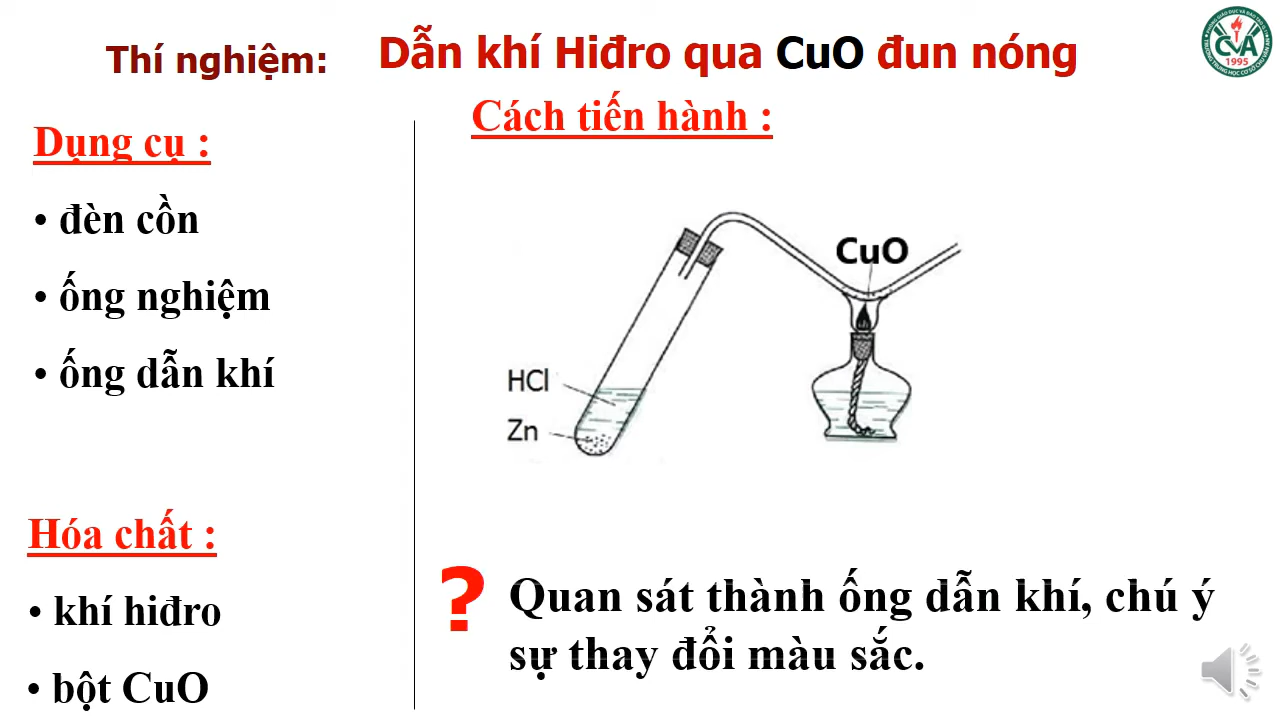 Thí nghiệm:
Dẫn khí Hiđro qua CuO đun nóng
CVA
1995
Dụng cụ :
• đèn cồn
• ống nghiệm
• ống dẫn khí
Hóa chất :
• khí hiđro
• bột CuO
Cách tiến hành :
CuO
HCl
Zn
? Quan sát thành ống dẫn khí, chú ý
sự thay đổi màu sắc.